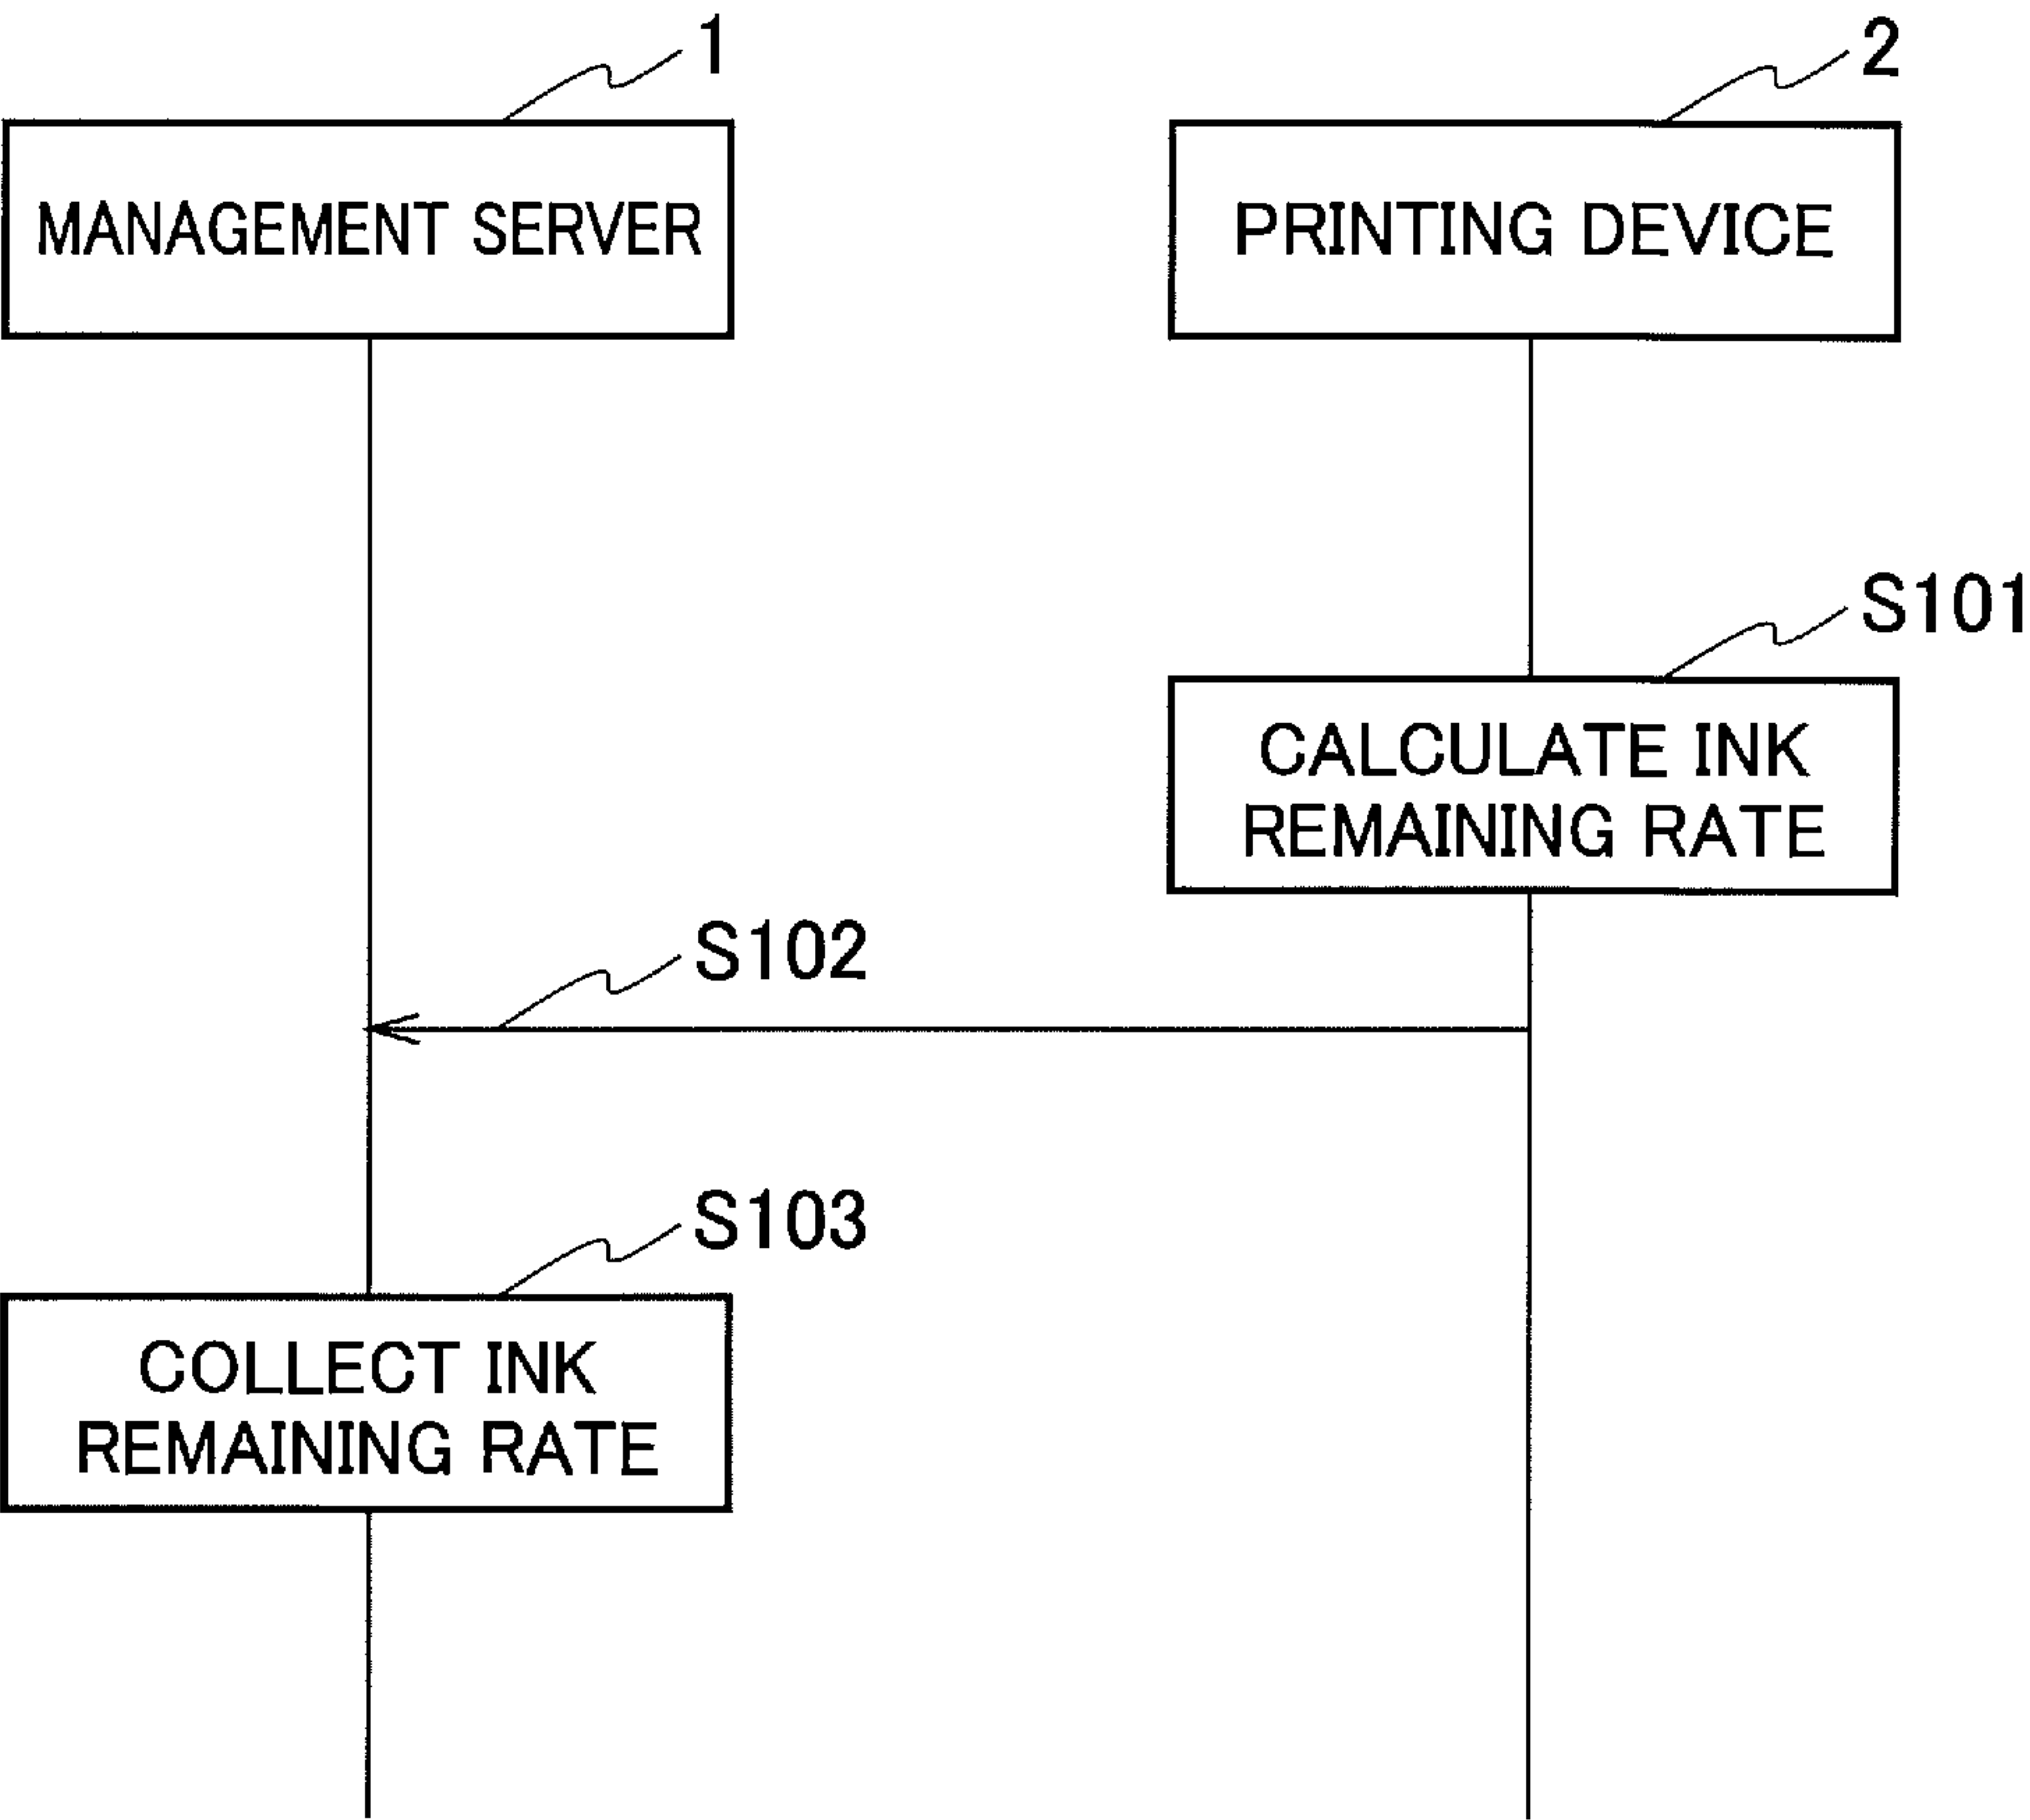 1
2
MANAGEMENT SERVER
PRINTING DEVICE
S101
CALCULATE INK
REMAINING RATE
S102
S103
COLLECT INK
REMAINING RATE